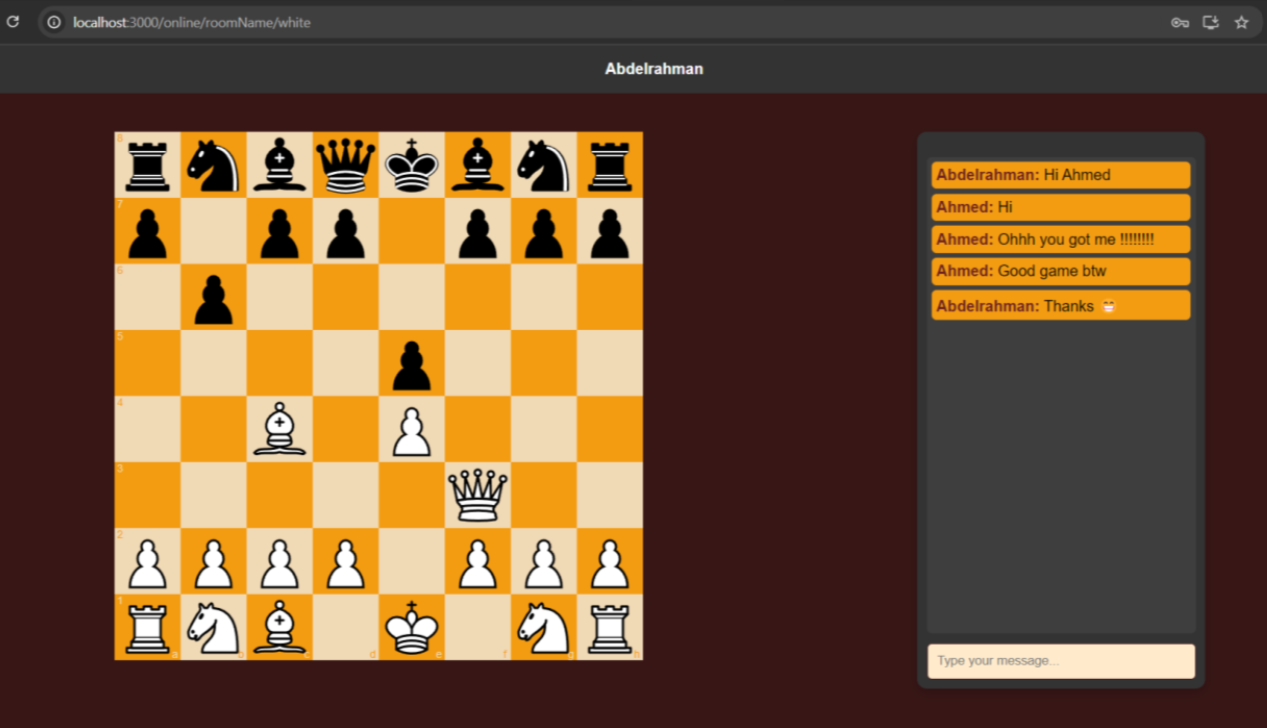 localhost:3000/online/roomName/white
Abdelrahman
8
7
6
5
4
3
2
1
a
b
c
d
e
f
g
h
Abdelrahman: Hi Ahmed
Ahmed: Hi
Ahmed: Ohhh you got me !!!!!!!!
Ahmed: Good game btw
Abdelrahman: Thanks 😁
Type your message...